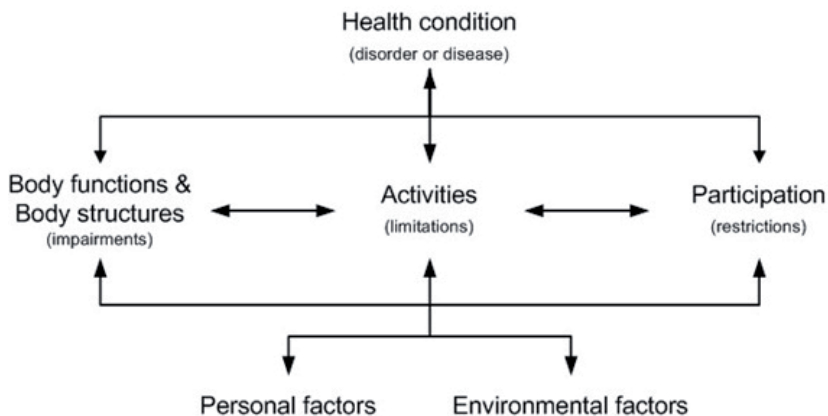 Health condition
(disorder or disease)
Body functions &
Body structures
(impairments)
Activities
(limitations)
Participation
(restrictions)
Personal factors
Environmental factors